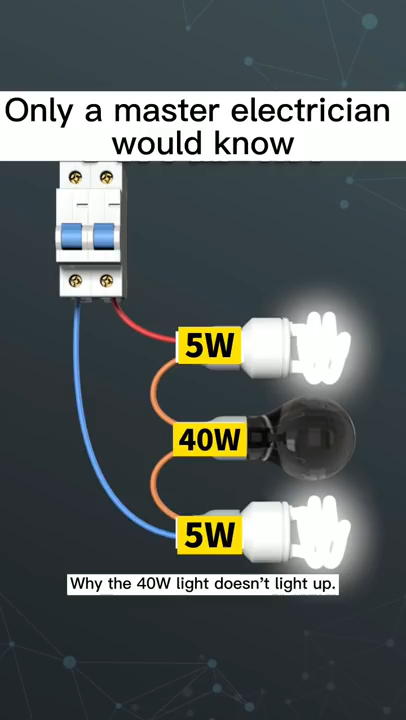 Only a master electrician
would know
5W
40W
5W
Why the 40W light doesn't light up.